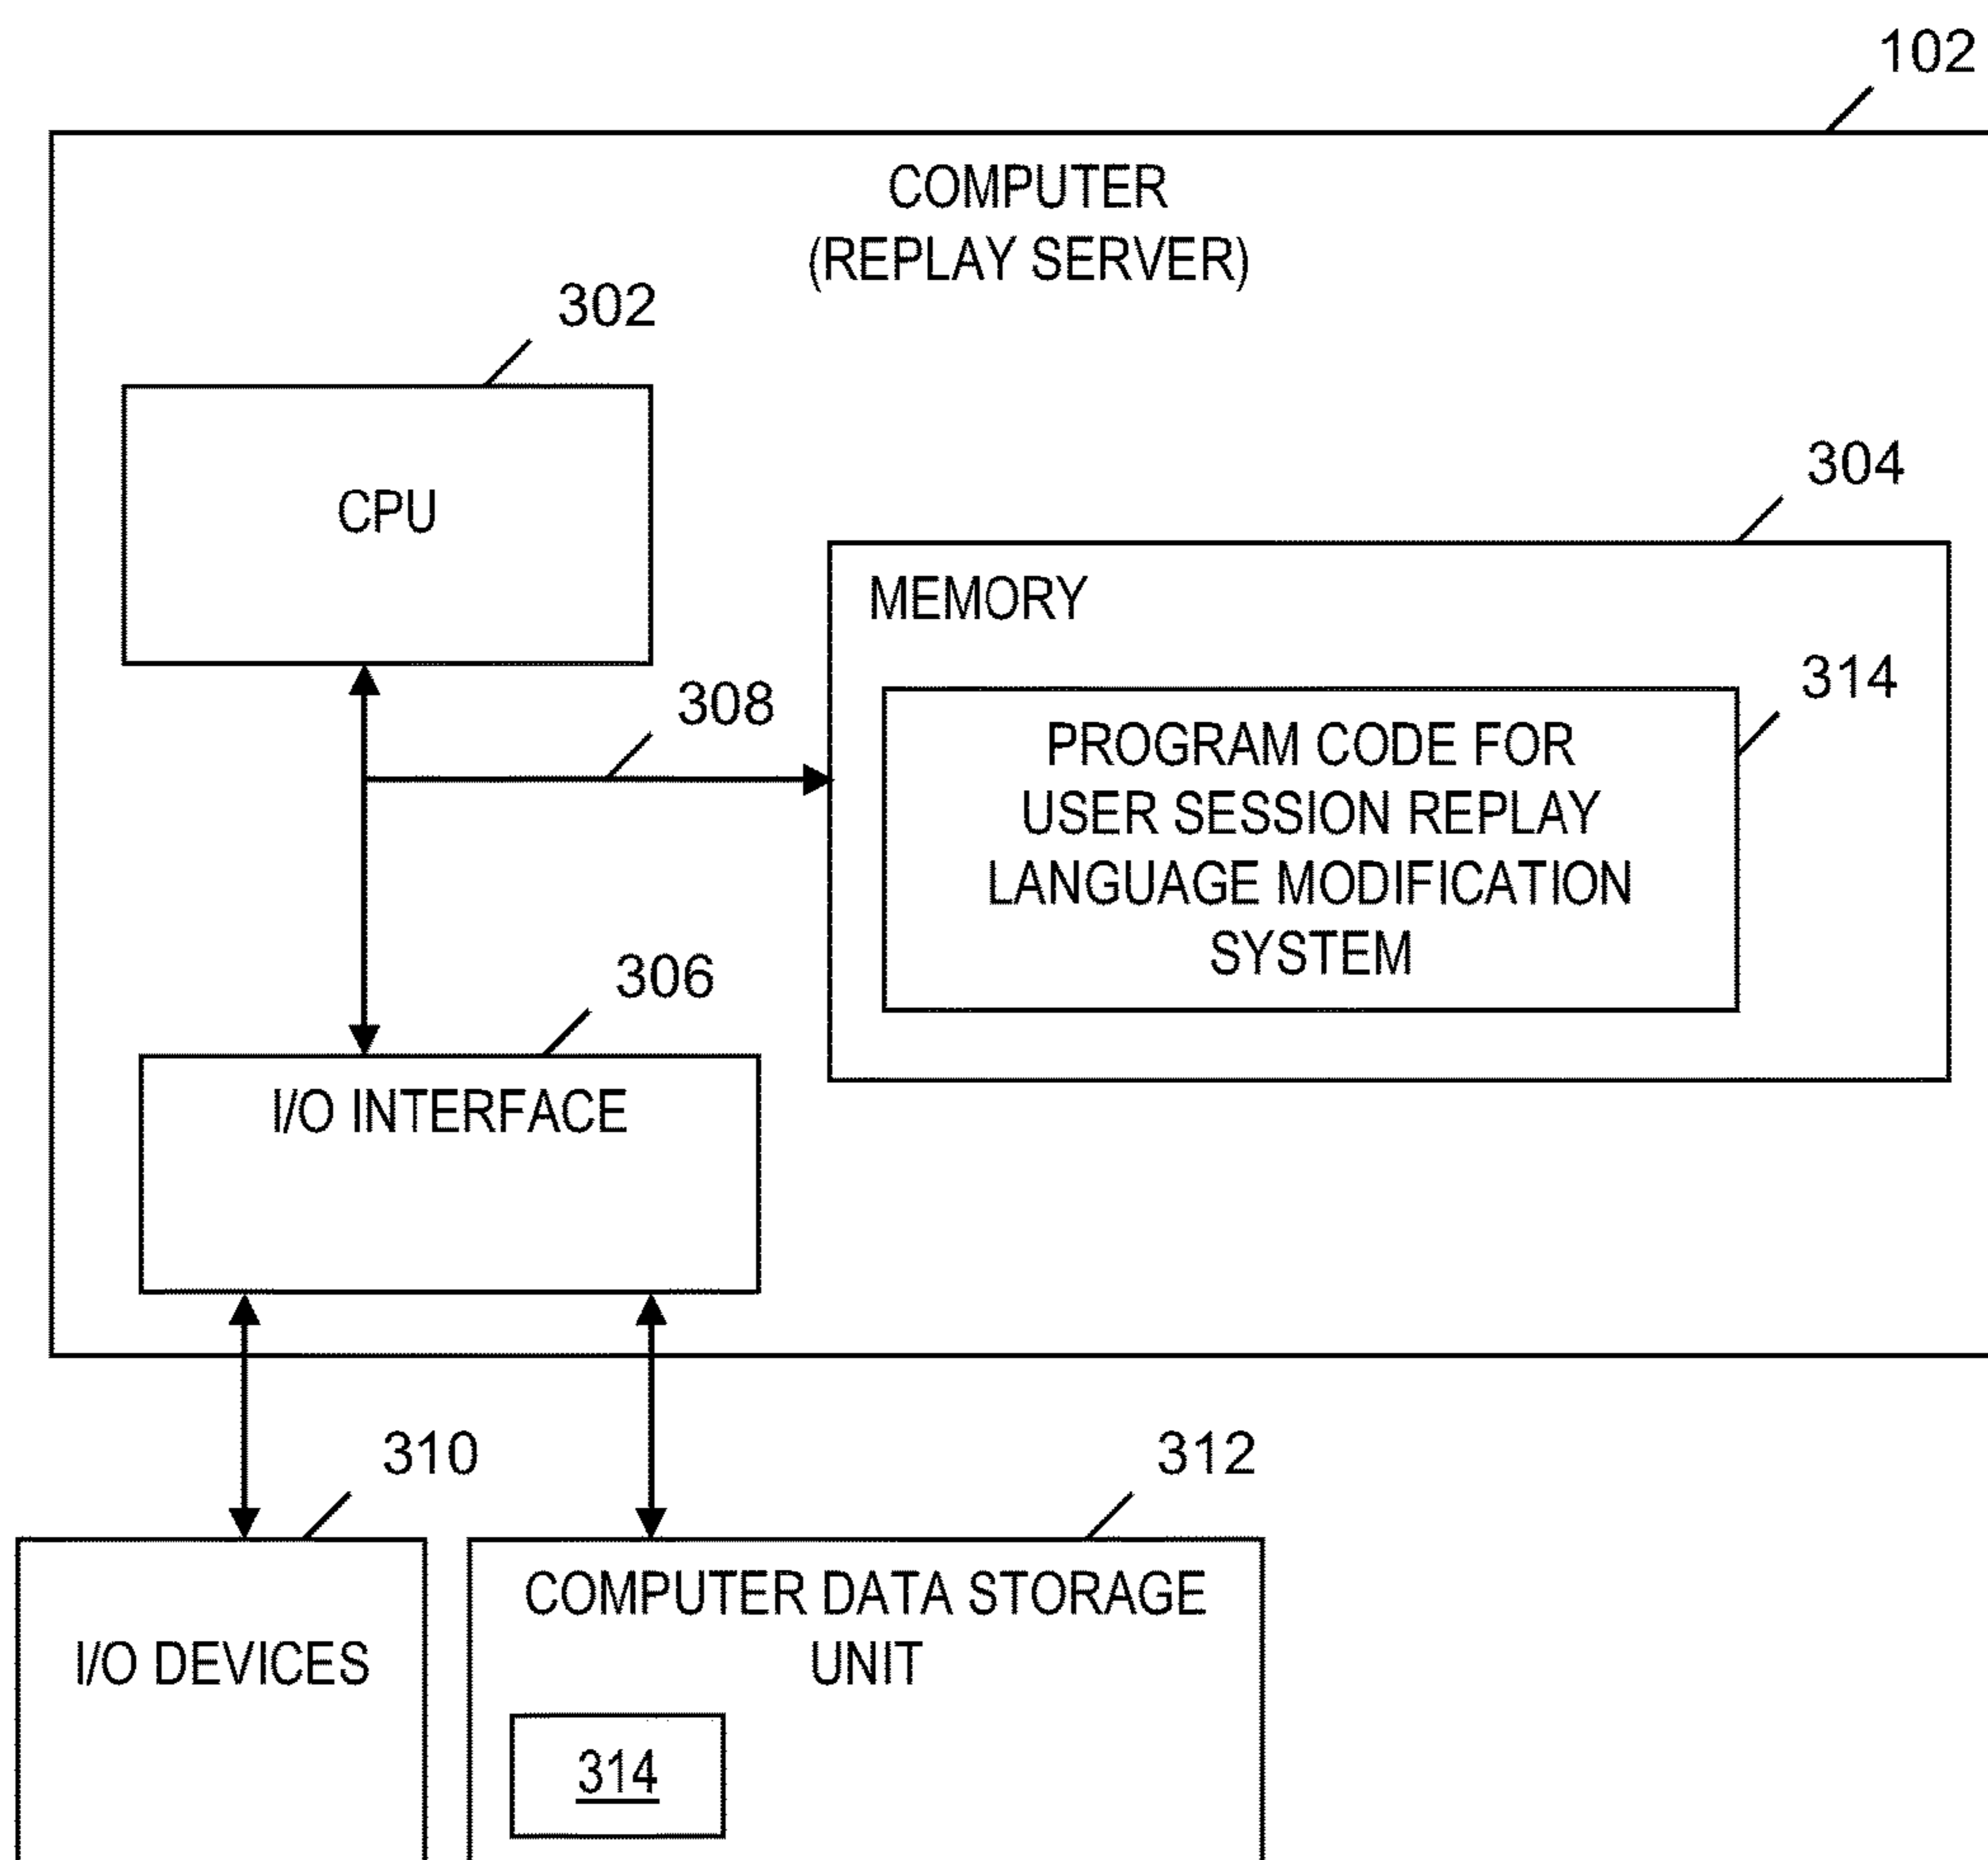 102
COMPUTER
(REPLAY SERVER)
302
CPU
304
MEMORY
314
308
PROGRAM CODE FOR
USER SESSION REPLAY
LANGUAGE MODIFICATION
SYSTEM
306
I/O INTERFACE
310
312
I/O DEVICES
COMPUTER DATA STORAGE
UNIT
314